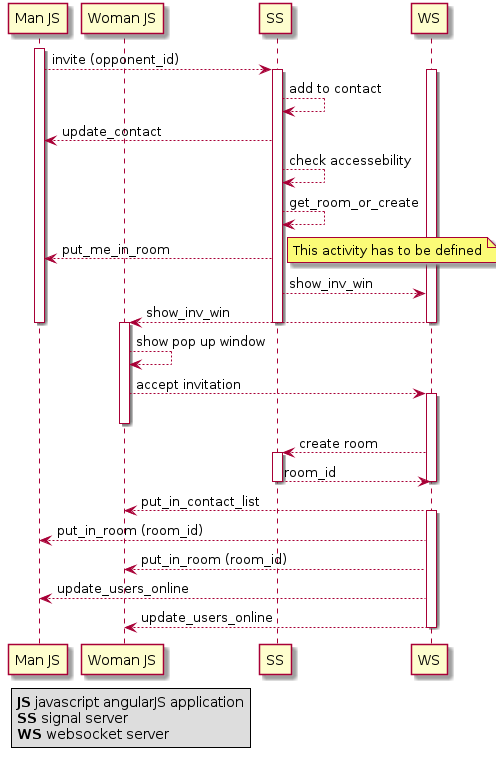 Man JS Woman JS SS WS
invite (opponent_id)
add to contact
update_contact
check accessebility
get_room_or_create
put_me_in_room
This activity has to be defined
show_inv_win
show_inv_win
show pop up window
accept invitation
create room
room_id
put_in_contact_list
put_in_room (room_id)
put_in_room (room_id)
update_users_online
update_users_online
Man JS Woman JS SS WS
JS javascript angularJS application
SS signal server
WS websocket server